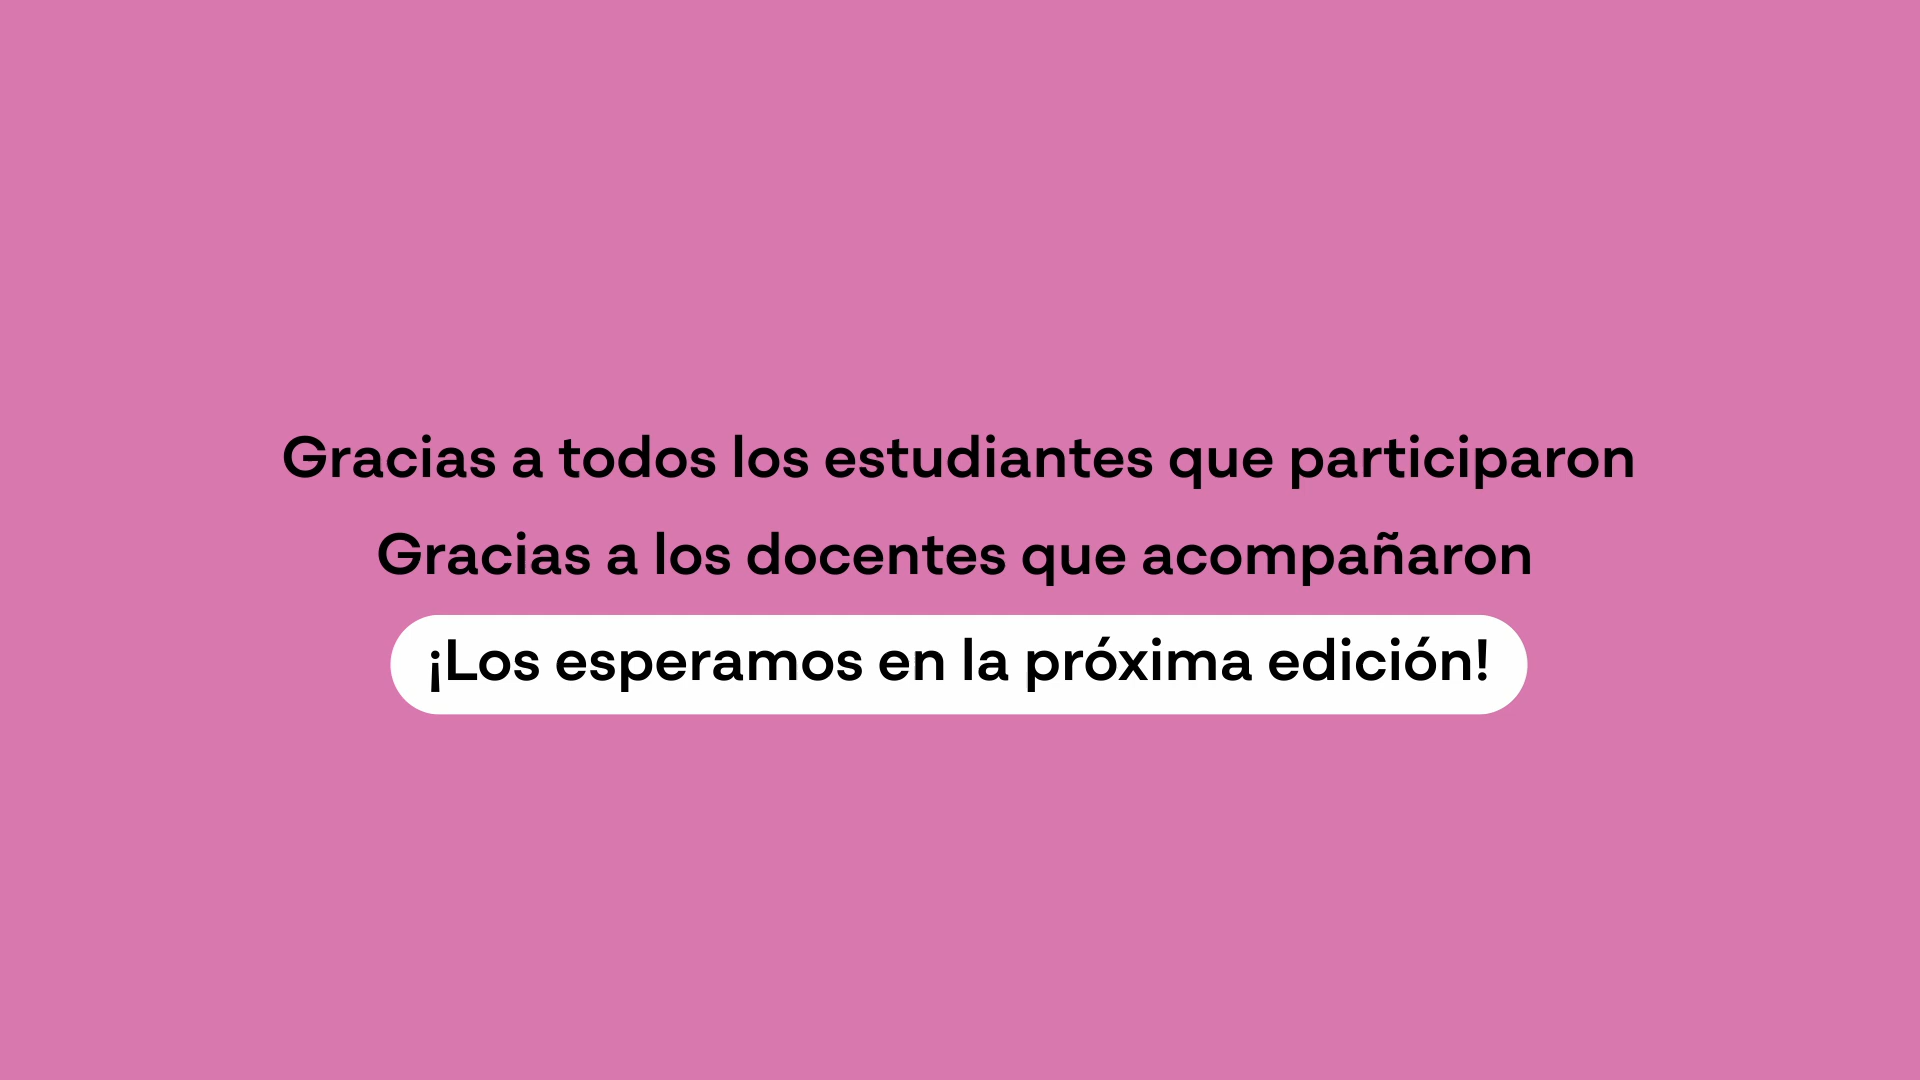 Gracias a todos los estudiantes que participaron
Gracias a los docentes que acompañaron
¡Los esperamos en la próxima edición!